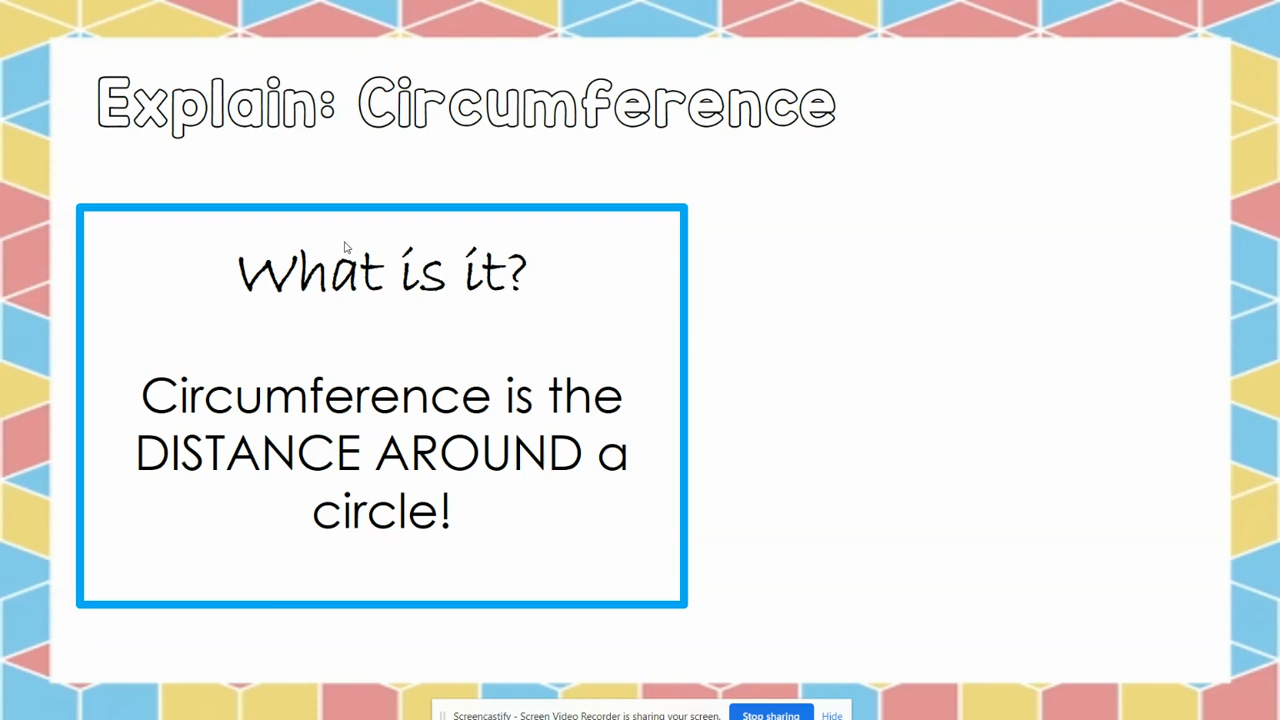 Explain: Circumference
What is it?
Circumference is the
DISTANCE AROUND a
circle!
Screencastify - Screen Video Recorder is sharing your screen.
Stop sharing
Hide